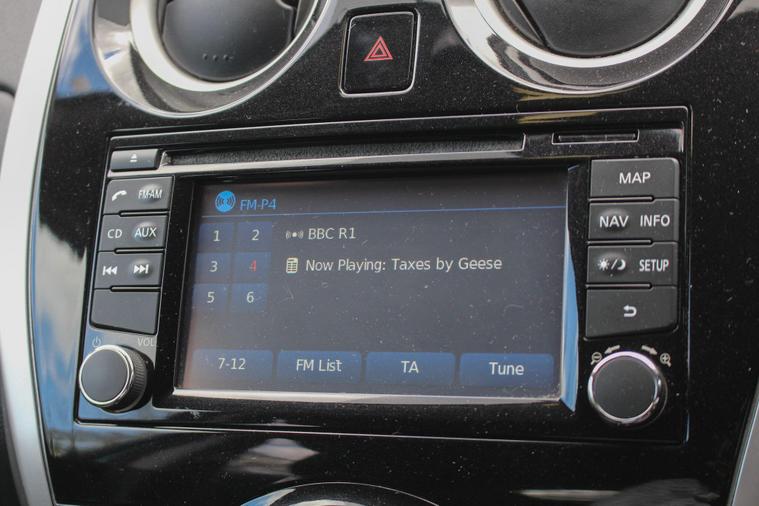 FM-P4
1 2
BBC R1
3 4
Now Playing: Taxes by Geese
5 6
7-12
FM List
TA
Tune
FM·AM
CD AUX
VOL
MAP
NAV INFO
SETUP